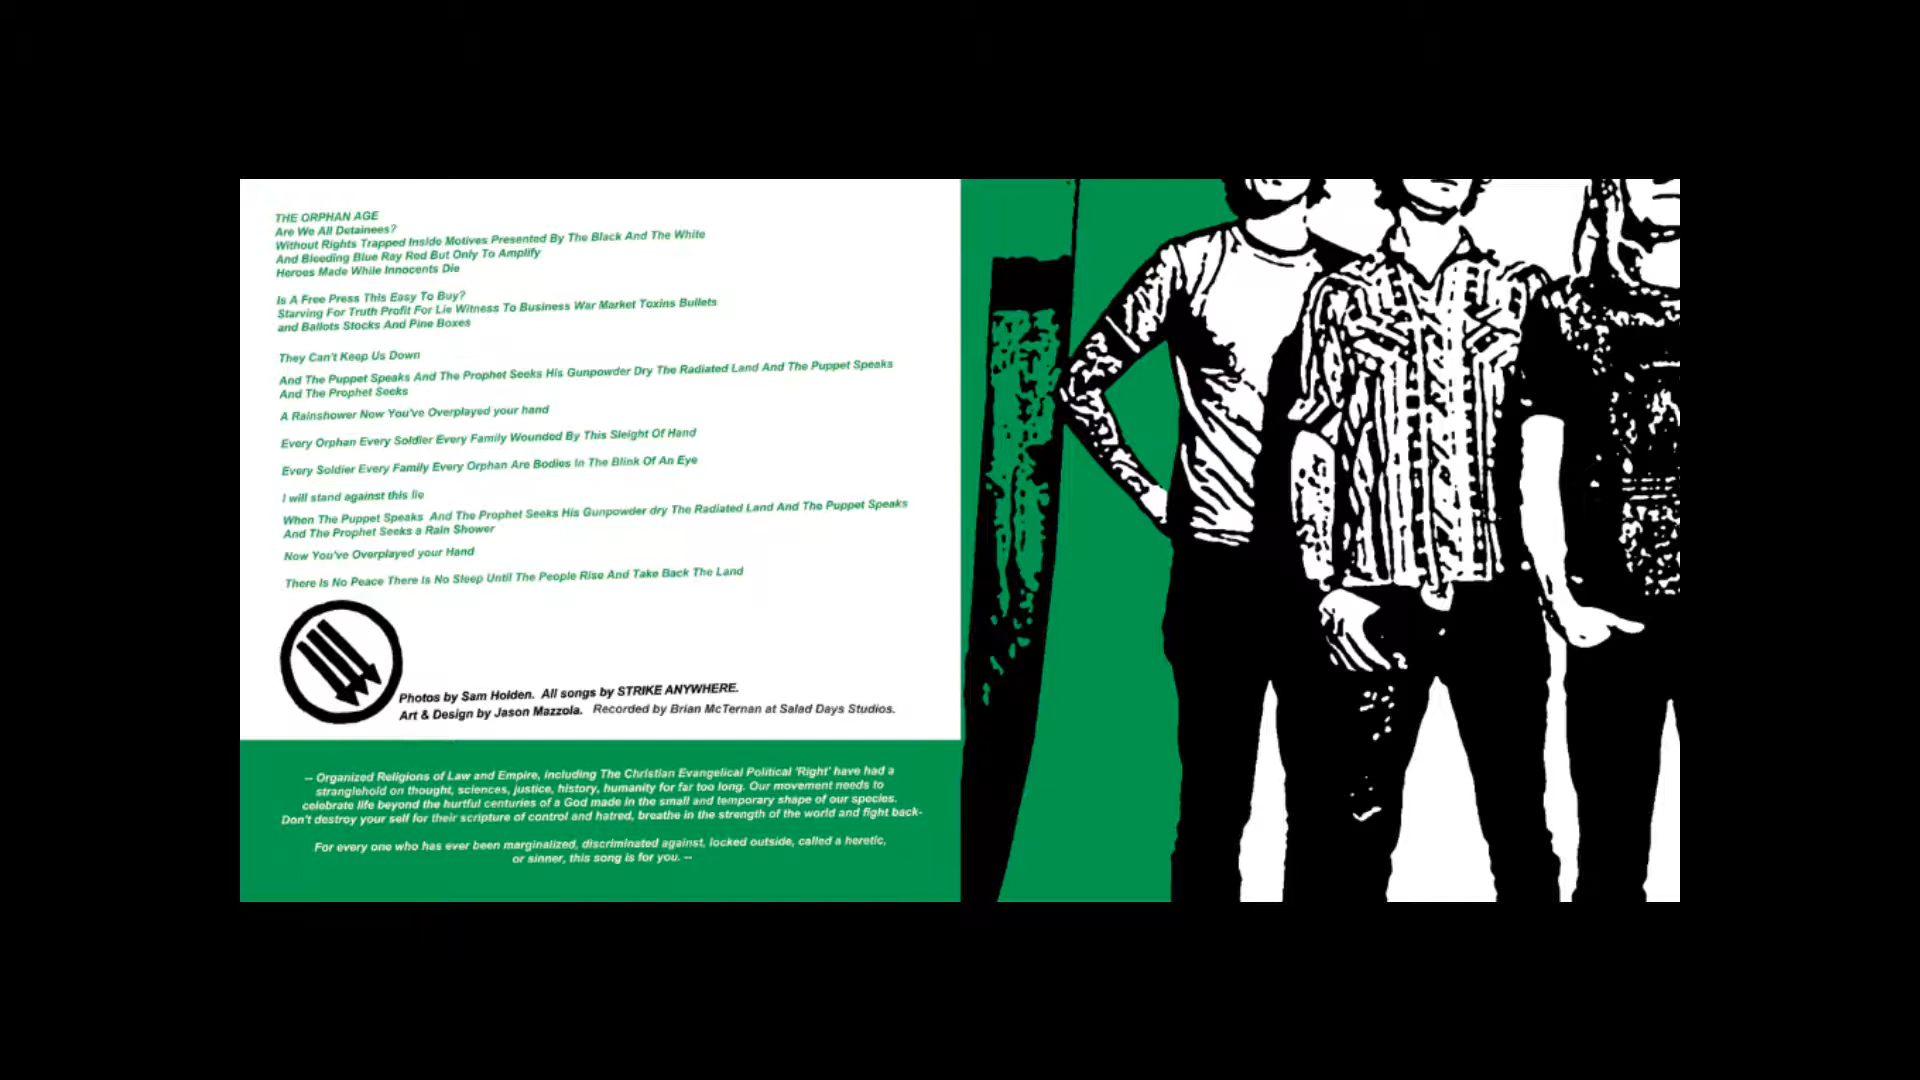 THE ORPHAN AGE
Are We All Detainees?
Without Rights Trapped Inside Motives Presented By The Black And The White
And Bleeding Blue Ray Red But Only To Amplify
Heroes Made While Innocents Die
Is A Free Press This Easy To Buy?
Starving For Truth Profit For Lie Witness To Business War Market Toxins Bullets
and Ballots Stocks And Pine Boxes
They Can't Keep Us Down
And The Puppet Speaks And The Prophet Seeks His Gunpowder Dry The Radiated Land And The Puppet Speaks
And The Prophet Seeks
A Rainshower Now You've Overplayed your hand
Every Orphan Every Soldier Every Family Wounded By This Sleight Of Hand
Every Soldier Every Family Every Orphan Are Bodies In The Blink Of An Eye
I will stand against this lie
When The Puppet Speaks And The Prophet Seeks His Gunpowder dry The Radiated Land And The Puppet Speaks
And The Prophet Seeks a Rain Shower
Now You've Overplayed your Hand
There Is No Peace There Is No Sleep Until The People Rise And Take Back The Land
Photos by Sam Holden. All songs by STRIKE ANYWHERE.
Art & Design by Jason Mazzola. Recorded by Brian McTernan at Salad Days Studios.
-- Organized Religions of Law and Empire, including The Christian Evangelical Political 'Right' have had a
stranglehold on thought, sciences, justice, history, humanity for far too long. Our movement needs to
celebrate life beyond the hurtful centuries of a God made in the small and temporary shape of our species.
Don't destroy your self for their scripture of control and hatred, breathe in the strength of the world and fight back-
For every one who has ever been marginalized, discriminated against, locked outside, called a heretic,
or sinner, this song is for you. --